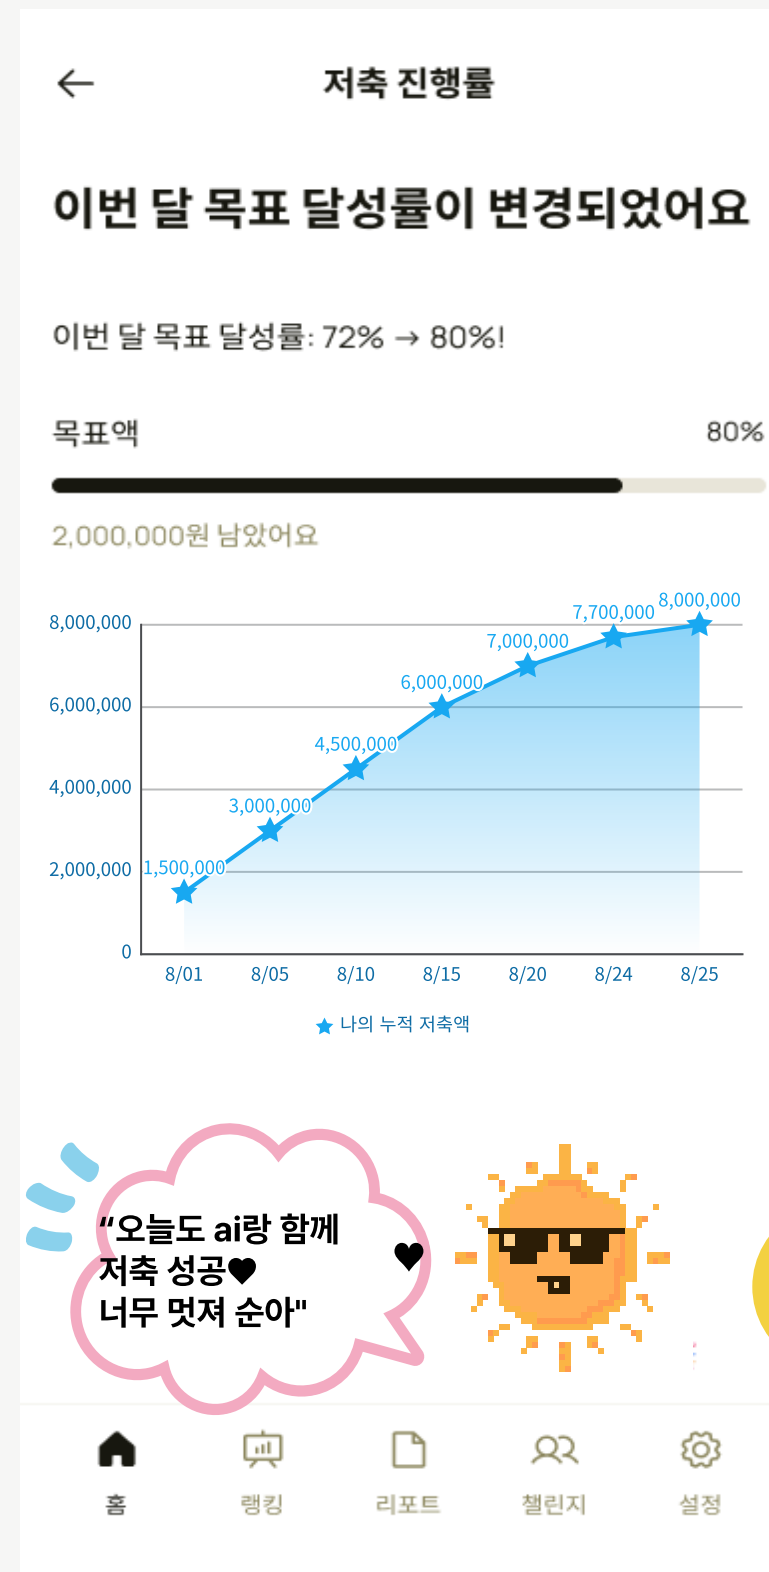 저축 진행률
이번 달 목표 달성률이 변경되었어요
이번 달 목표 달성률: 72% → 80%!
목표액 80%
2,000,000원 남았어요
8,000,000
6,000,000
4,000,000
2,000,000
0
1,500,000
3,000,000
4,500,000
6,000,000
7,000,000
7,700,000
8,000,000
8/01 8/05 8/10 8/15 8/20 8/24 8/25
★ 나의 누적 저축액
“오늘도 ai랑 함께
저축 성공♥ ♥
너무 멋져 순아"
홈 랭킹 리포트 챌린지 설정